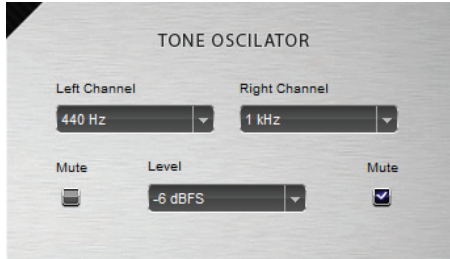 TONE OSCILATOR
Left Channel Right Channel
440 Hz 1 kHz
Mute Level Mute
-6 dBFS